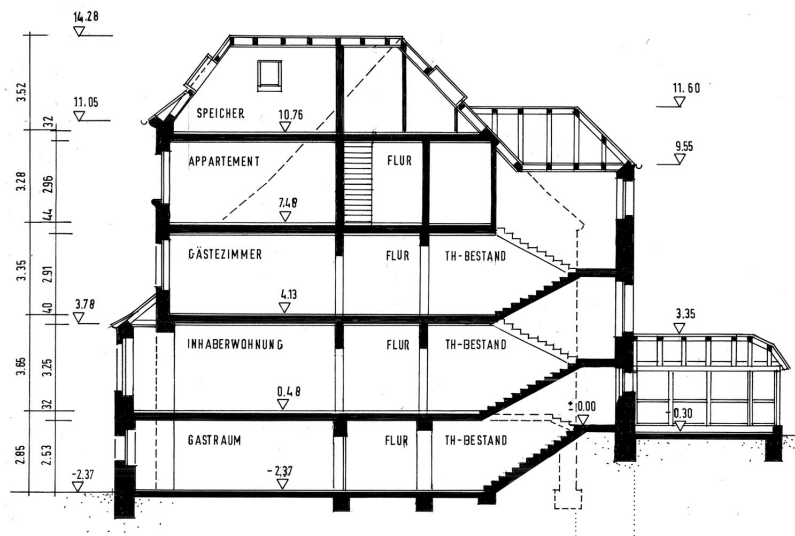 14.28
3.52
11.05
11.60
SPEICHER
10.76
32
9.55
APPARTEMENT
FLUR
3.28
2.96
7.48
44
GÄSTEZIMMER
FLUR
TH-BESTAND
3.35
2.91
4.13
3.78
40
3.35
INHABERWOHNUNG
FLUR
TH-BESTAND
3.65
3.25
0.48
± 0.00
32
- 0.30
GASTRAUM
FLUR
TH-BESTAND
2.85
2.53
-2.37
-2.37